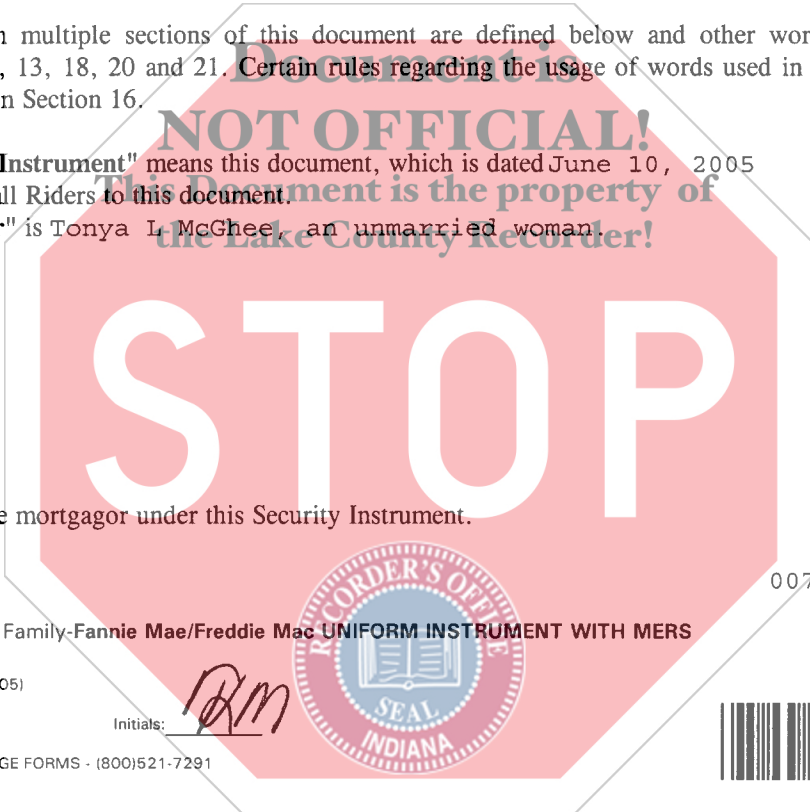 n multiple sections of this document are defined below and other wor
, 13, 18, 20 and 21. Certain rules regarding the usage of words used in
n Section 16.
Document is
NOT OFFICIAL!
This Document is the property of
the Lake County Recorder!
Instrument" means this document, which is dated June 10, 2005
all Riders to this document.
r" is Tonya L McGhee, an unmarried woman.
STOP
e mortgagor under this Security Instrument.
007
Family-Fannie Mae/Freddie Mac UNIFORM INSTRUMENT WITH MERS
05)
Initials:
GE FORMS - (800)521-7291
RECORDER'S OFFICE
SEAL
INDIANA